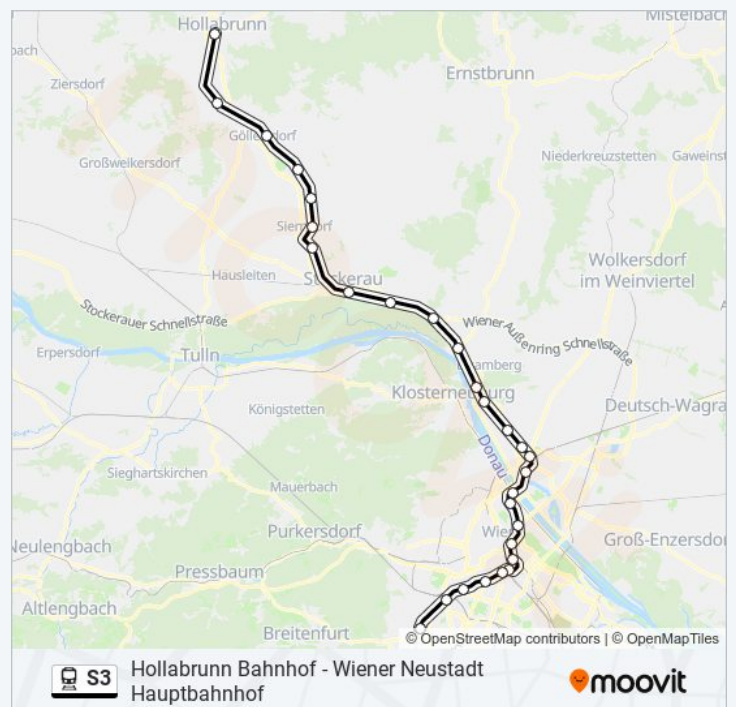 Mistelbach
Hollabrunn
bach
Ernstbrunn
Ziersdorf
Göllersdorf
Großweikersdorf
Niederkreuzstetten
Gaweinst
Sierndorf
Wolkersdorf
im Weinviertel
Hausleiten
Stockerau
Stockerauer Schnellstraße
Wiener Außenring Schnellstraße
Erpersdorf
Tulln
Klosterneuburg
Königstetten
Deutsch-Wagra
Donau
Sieghartskirchen
Mauerbach
Purkersdorf
Wie
Groß-Enzersdor
Neulengbach
Pressbaum
Altlengbach
Breitenfurt
© OpenStreetMap contributors | © OpenMapTiles
S3
Hollabrunn Bahnhof - Wiener Neustadt
Hauptbahnhof
moovit